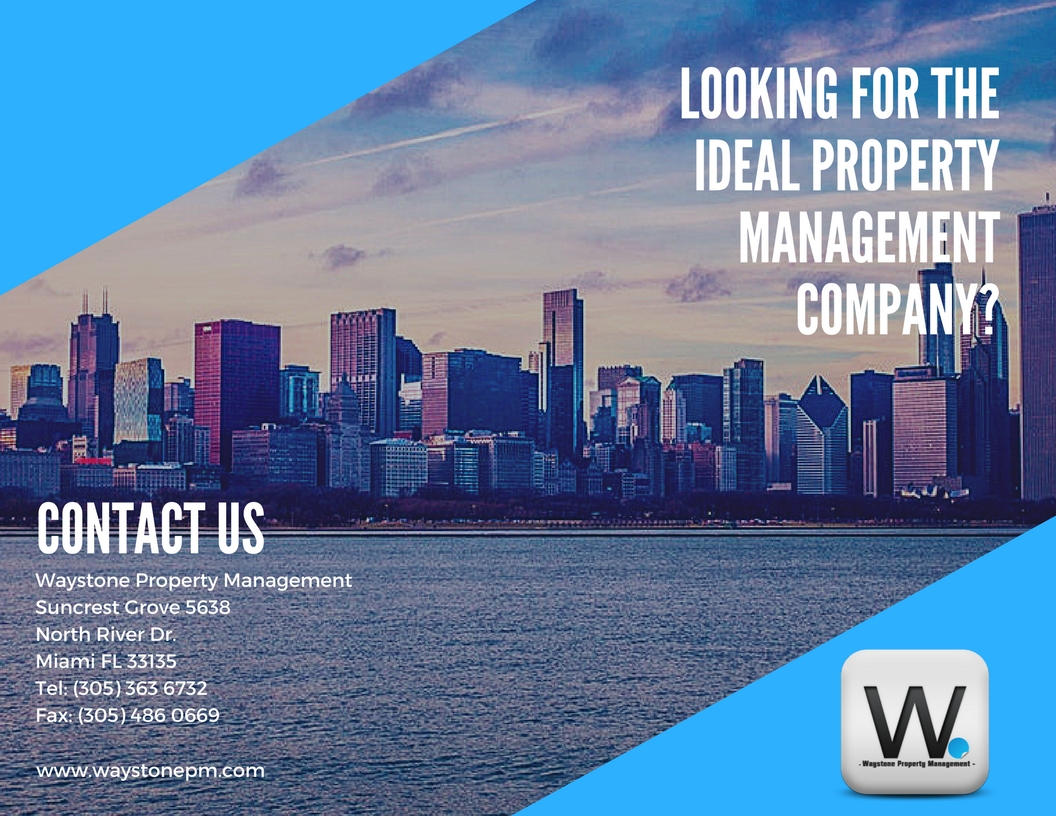 LOOKING FOR THE
IDEAL PROPERTY
MANAGEMENT
COMPANY?
CONTACT US
Waystone Property Management
Suncrest Grove 5638
North River Dr.
Miami FL 33135
Tel: (305) 363 6732
Fax: (305) 486 0669
www.waystonepm.com
W.
- Waystone Property Management -